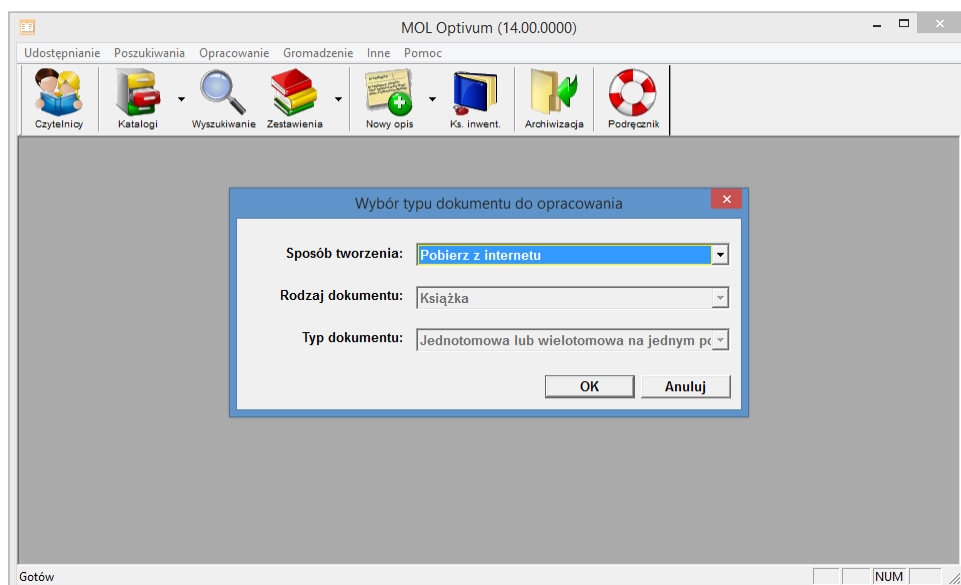 MOL Optivum (14.00.0000)
Udostępnianie Poszukiwania Opracowanie Gromadzenie Inne Pomoc
Czytelnicy Katalogi Wyszukiwanie Zestawienia Nowy opis Ks. inwent. Archiwizacja Podręcznik
Wybór typu dokumentu do opracowania
Sposób tworzenia: Pobierz z internetu
Rodzaj dokumentu: Książka
Typ dokumentu: Jednotomowa lub wielotomowa na jednym
OK Anuluj
Gotów NUM